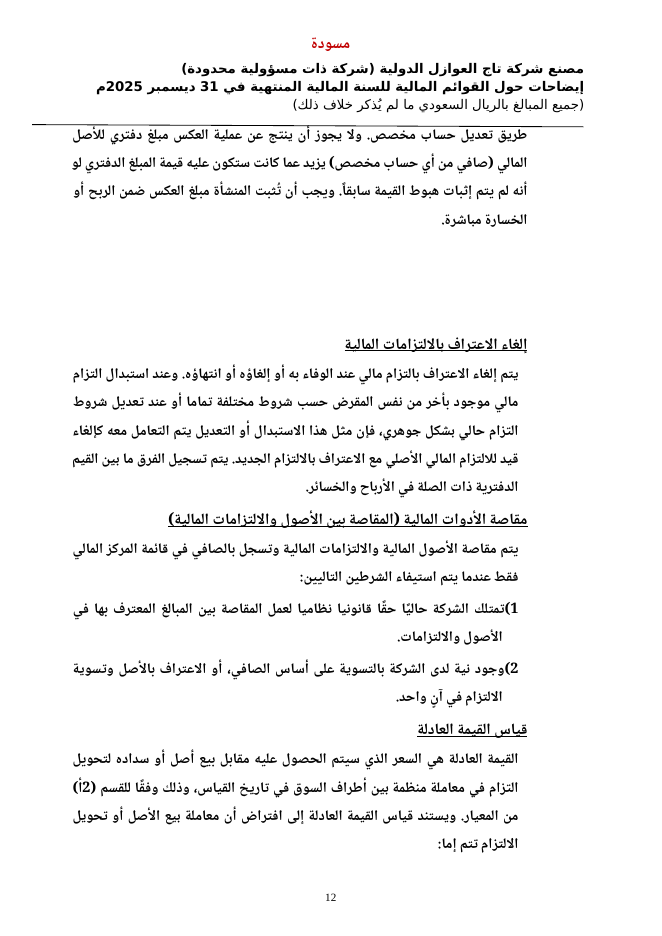 مسودة
مصنع شركة تاج العوازل الدولية (شركة ذات مسؤولية محدودة)
إيضاحات حول القوائم المالية للسنة المالية المنتهية في 31 ديسمبر 2025م
(جميع المبالغ بالريال السعودي ما لم يُذكر خلاف ذلك)
طريق تعديل حساب مخصص. ولا يجوز أن ينتج عن عملية العكس مبلغ دفتري للأصل
المالي (صافي من أي حساب مخصص) يزيد عما كانت ستكون عليه قيمة المبلغ الدفتري لو
أنه لم يتم إثبات هبوط القيمة سابقاً. ويجب أن تُثبت المنشأة مبلغ العكس ضمن الربح أو
الخسارة مباشرة.
إلغاء الاعتراف بالالتزامات المالية
يتم إلغاء الاعتراف بالتزام مالي عند الوفاء به أو إلغاؤه أو انتهاؤه. وعند استبدال التزام
مالي موجود بأخر من نفس المقرض حسب شروط مختلفة تماما أو عند تعديل شروط
التزام حالي بشكل جوهري، فإن مثل هذا الاستبدال أو التعديل يتم التعامل معه كإلغاء
قيد للالتزام المالي الأصلي مع الاعتراف بالالتزام الجديد. يتم تسجيل الفرق ما بين القيم
الدفترية ذات الصلة في الأرباح والخسائر.
مقاصة الأدوات المالية (المقاصة بين الأصول والالتزامات المالية)
يتم مقاصة الأصول المالية والالتزامات المالية وتسجل بالصافي في قائمة المركز المالي
فقط عندما يتم استيفاء الشرطين التاليين:
1)تمتلك الشركة حاليًا حقًا قانونيا نظاميا لعمل المقاصة بين المبالغ المعترف بها في
الأصول والالتزامات.
2)وجود نية لدى الشركة بالتسوية على أساس الصافي، أو الاعتراف بالأصل وتسوية
الالتزام في آنٍ واحد.
قياس القيمة العادلة
القيمة العادلة هي السعر الذي سيتم الحصول عليه مقابل بيع أصل أو سداده لتحويل
التزام في معاملة منظمة بين أطراف السوق في تاريخ القياس، وذلك وفقًا للقسم (2أ)
من المعيار. ويستند قياس القيمة العادلة إلى افتراض أن معاملة بيع الأصل أو تحويل
الالتزام تتم إما:
12